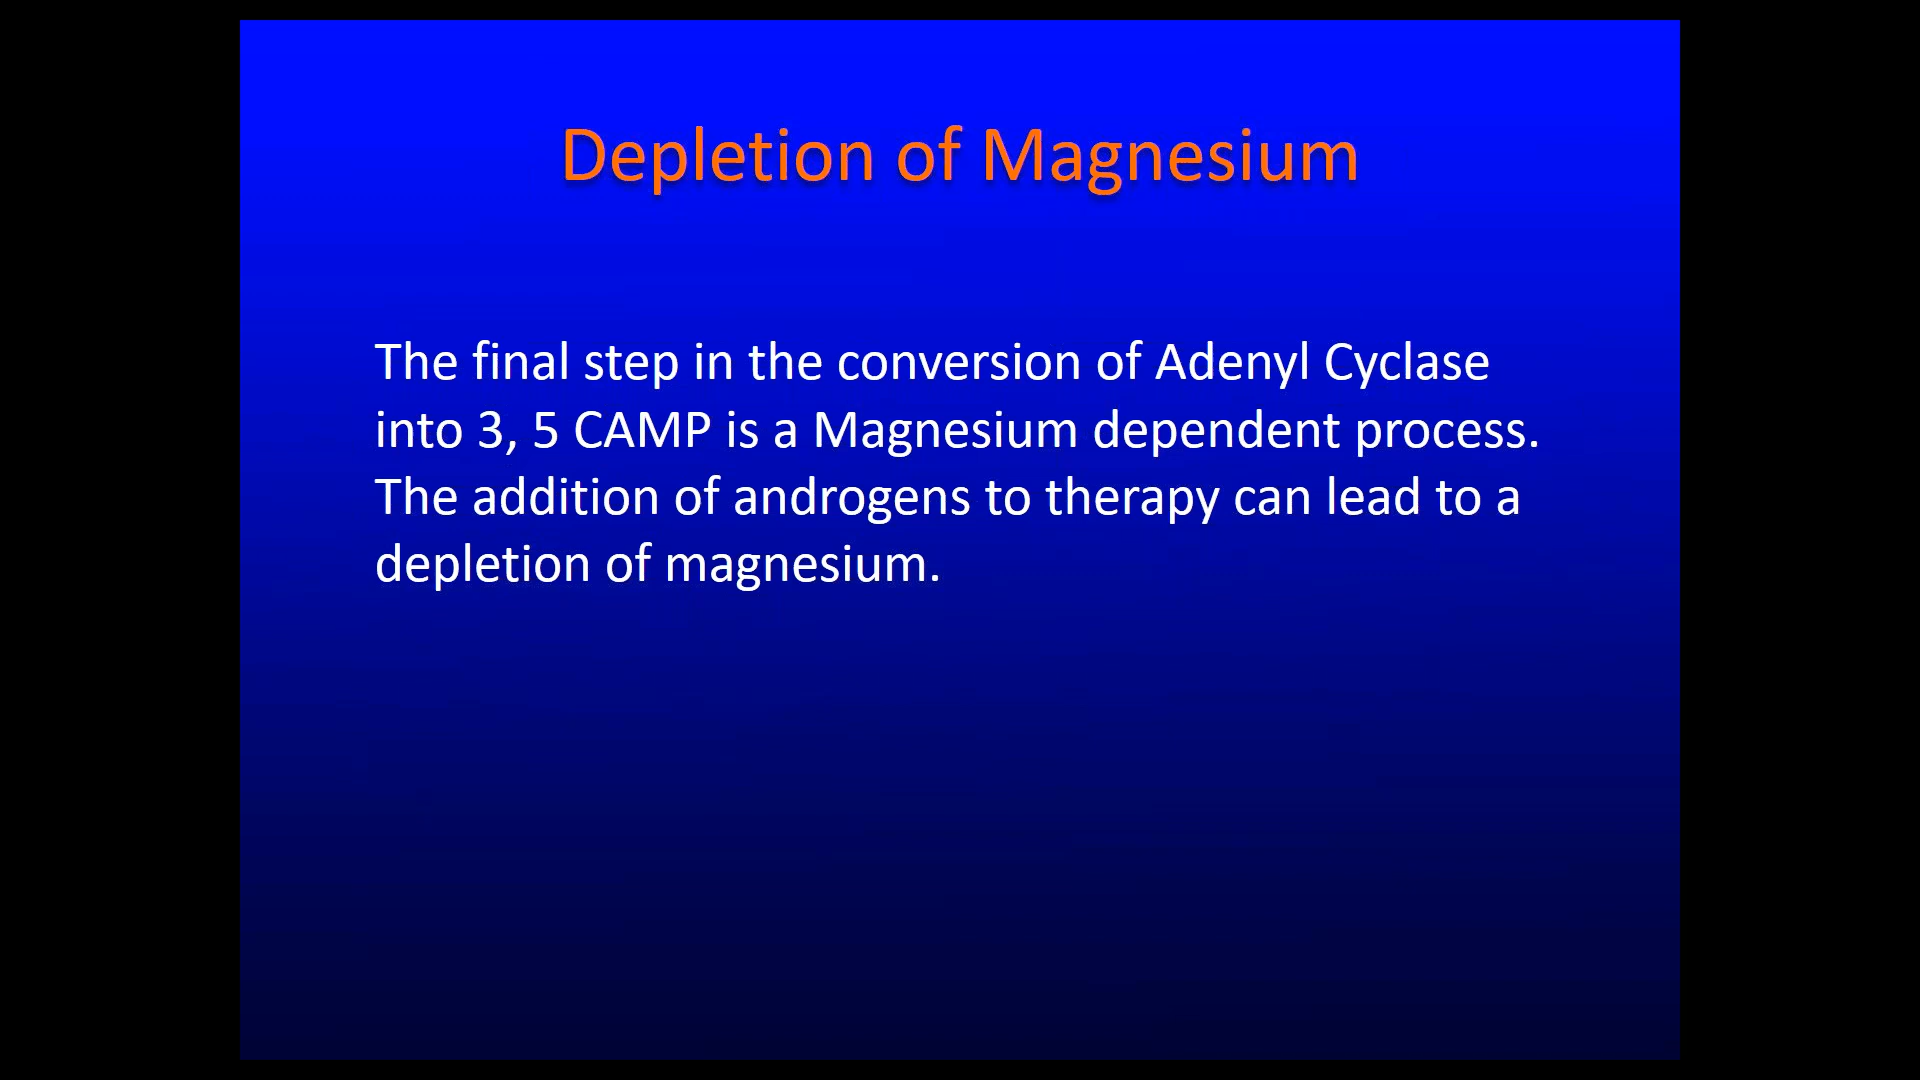 Depletion of Magnesium
The final step in the conversion of Adenyl Cyclase
into 3, 5 CAMP is a Magnesium dependent process.
The addition of androgens to therapy can lead to a
depletion of magnesium.